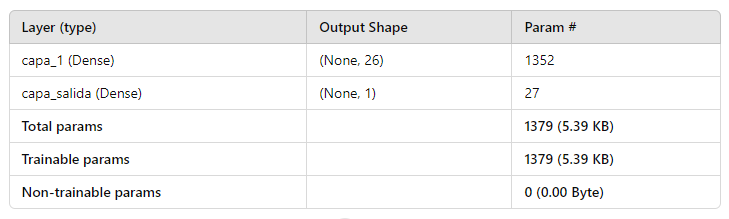 Layer (type) Output Shape Param #
capa_1 (Dense) (None, 26) 1352
capa_salida (Dense) (None, 1) 27
Total params 1379 (5.39 KB)
Trainable params 1379 (5.39 KB)
Non-trainable params 0 (0.00 Byte)